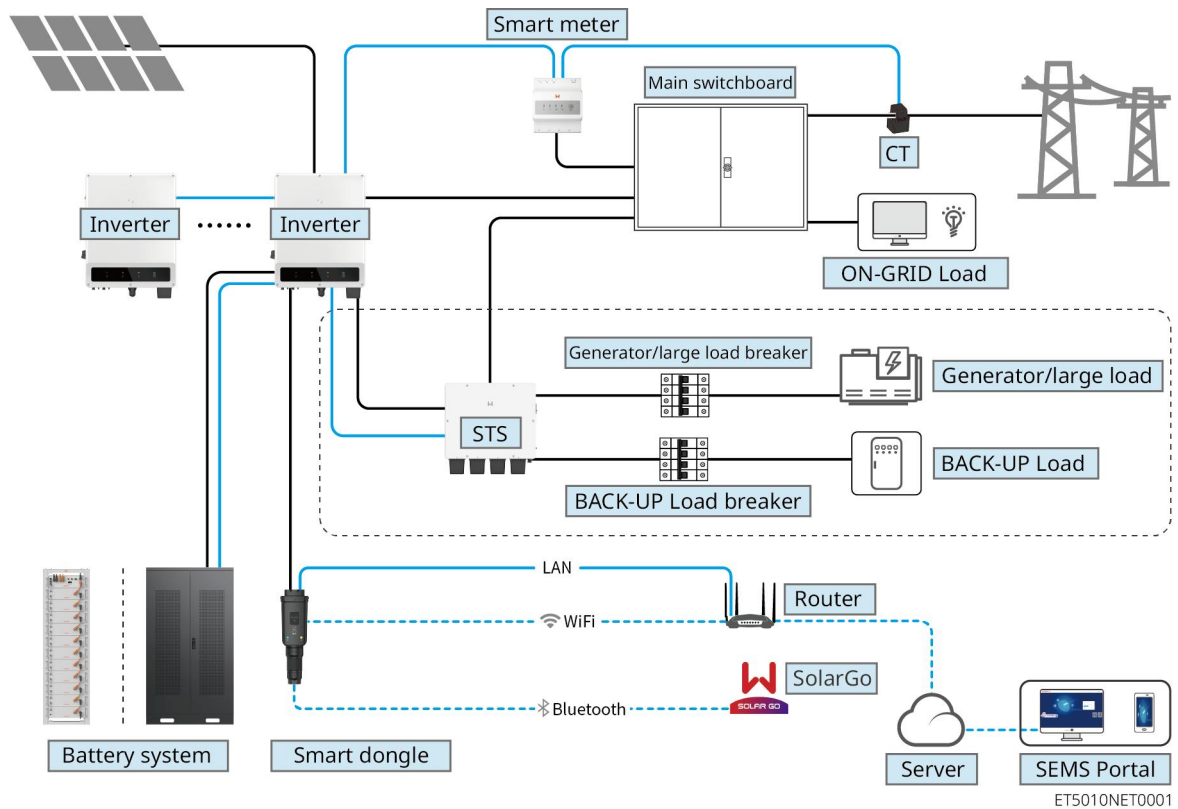 Smart meter
Main switchboard
CT
Inverter
......
Inverter
ON-GRID Load
Generator/large load breaker
Generator/large load
STS
BACK-UP Load
BACK-UP Load breaker
LAN
WiFi
Router
SolarGo
SOLAR GO
Bluetooth
Battery system
Smart dongle
Server
SEMS Portal
ET5010NET0001